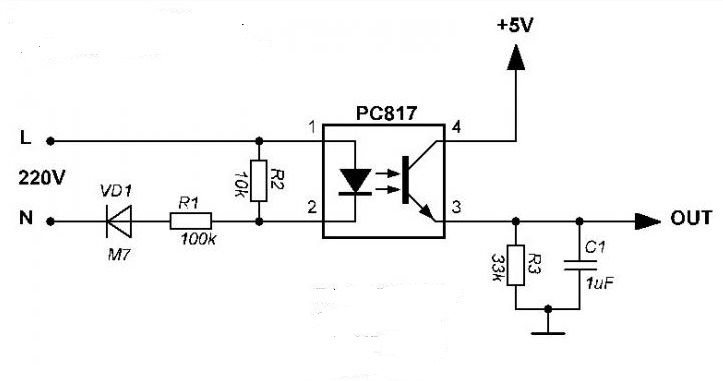 +5V
PC817
1
4
L
R2
10k
220V
VD1
R1
N
2
3
OUT
100k
M7
R3
33k
C1
1uF